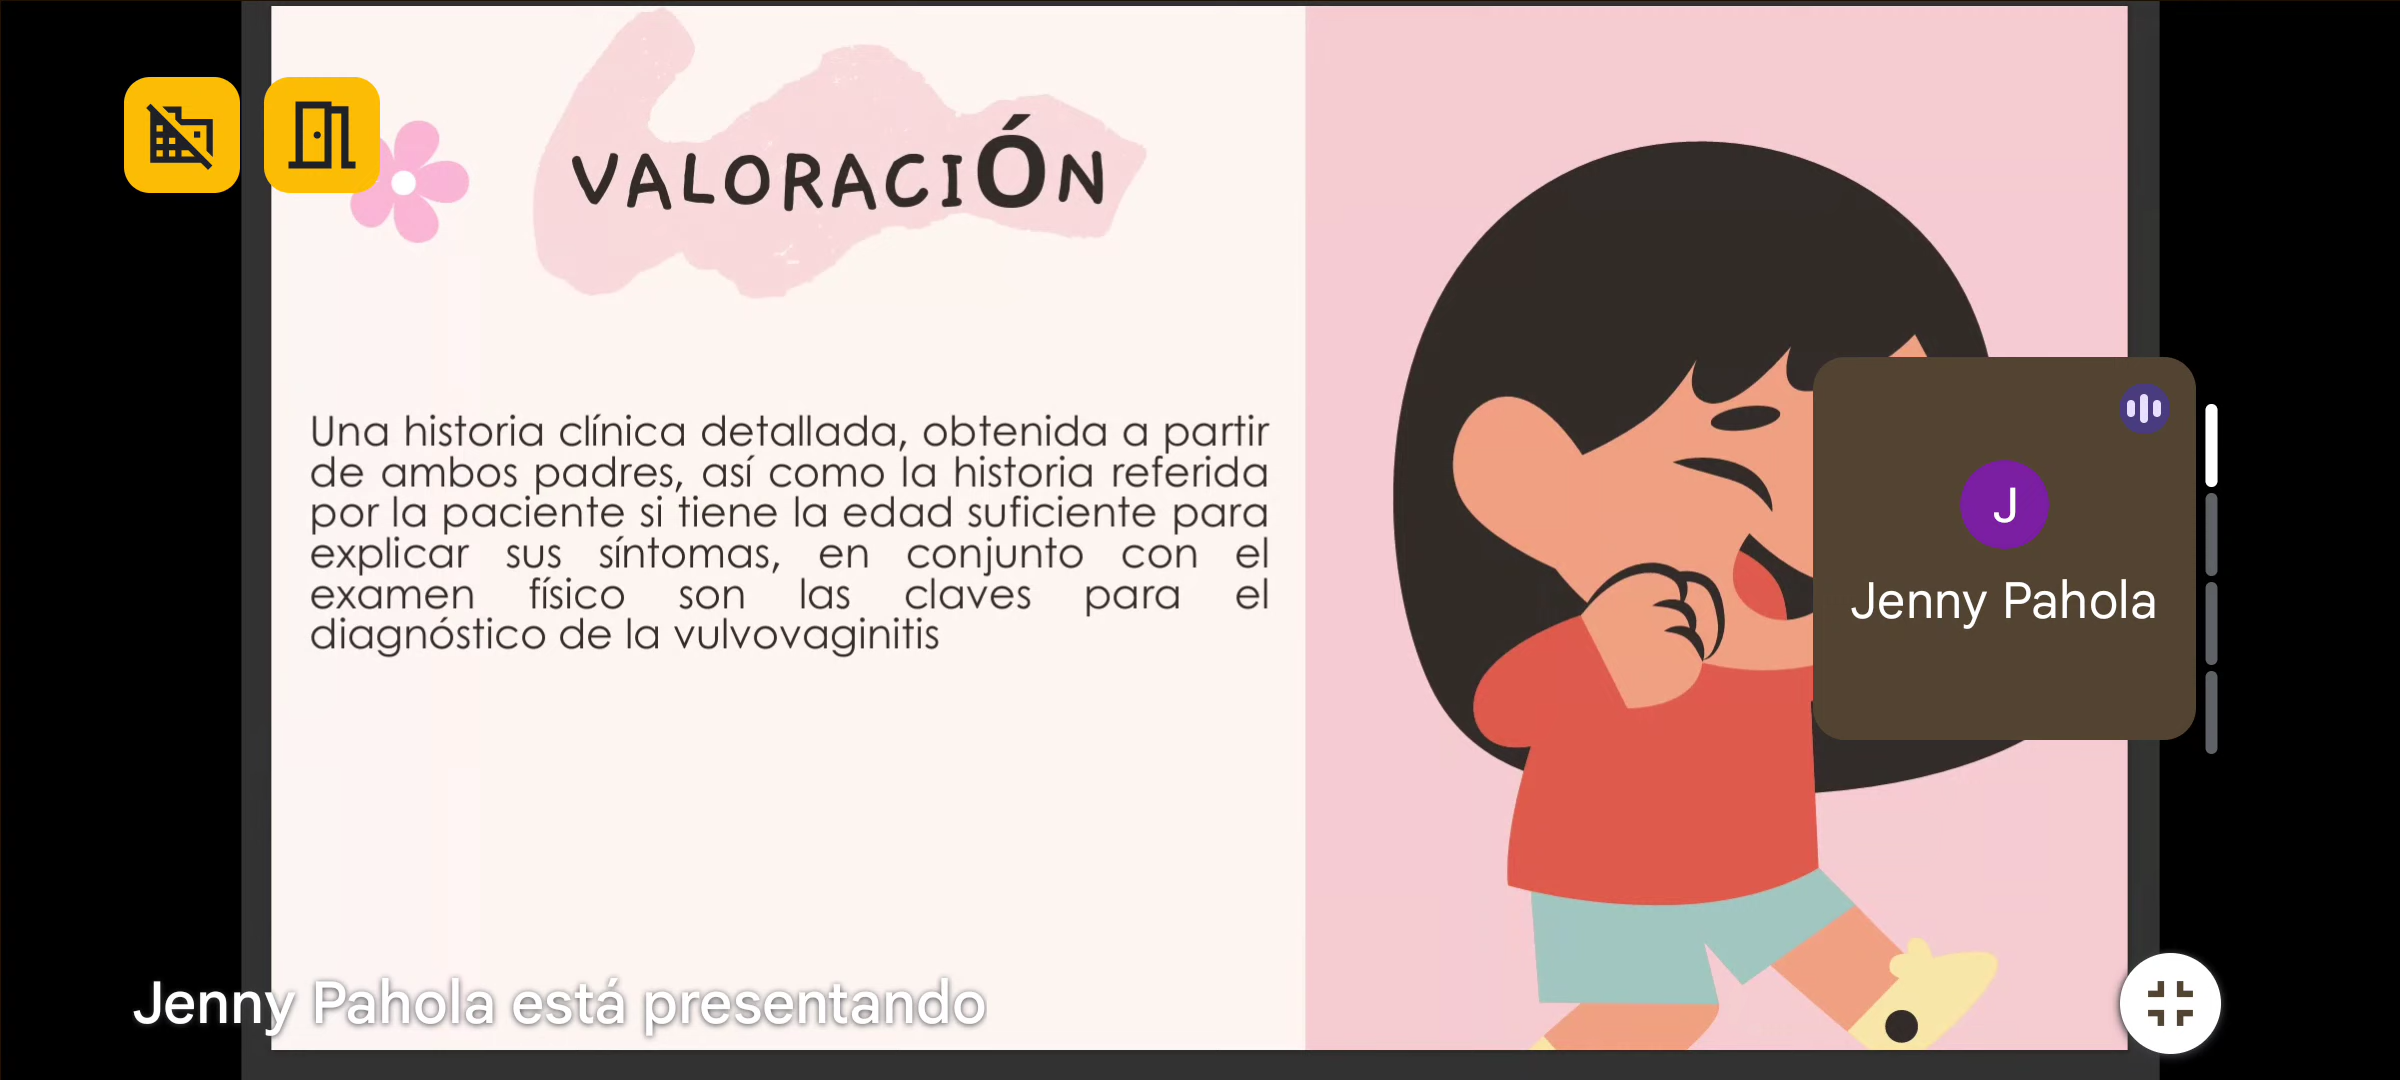 VALORACIÓN
Una historia clínica detallada, obtenida a partir
de ambos padres, así como la historia referida
por la paciente si tiene la edad suficiente para
explicar sus síntomas, en conjunto con el
examen físico son las claves para el
diagnóstico de la vulvovaginitis
J
Jenny Pahola
Jenny Pahola está presentando